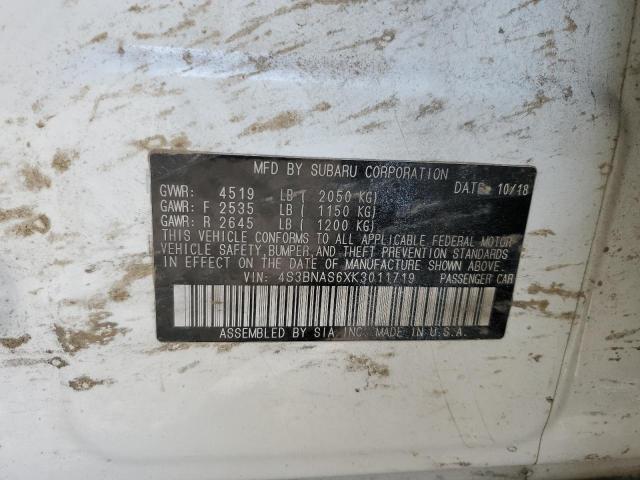 MFD BY SUBARU CORPORATION DATE 10/18
GVWR: 4519 LB ( 2050 KG)
GAWR: F 2535 LB ( 1150 KG)
GAWR: R 2645 LB ( 1200 KG)
THIS VEHICLE CONFORMS TO ALL APPLICABLE FEDERAL MOTOR
VEHICLE SAFETY, BUMPER, AND THEFT PREVENTION STANDARDS
IN EFFECT ON THE DATE OF MANUFACTURE SHOWN ABOVE.
VIN: 4S3BNAS6XK3011719 PASSENGER CAR
ASSEMBLED BY SIA, INC. MADE IN U.S.A.